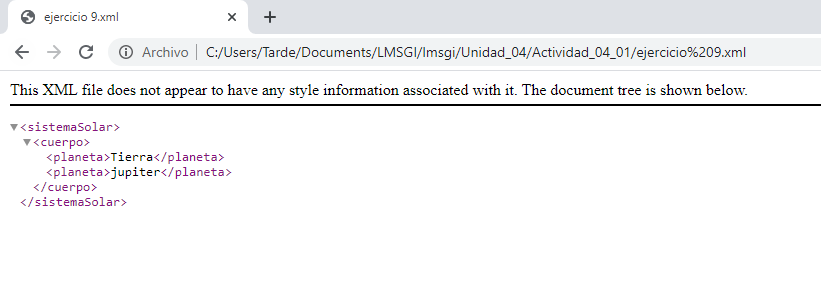 ejercicio 9.xml
Archivo C:/Users/Tarde/Documents/LMSGI/lmsgi/Unidad_04/Actividad_04_01/ejercicio%209.xml
This XML file does not appear to have any style information associated with it. The document tree is shown below.
<sistemaSolar>
<cuerpo>
<planeta>Tierra</planeta>
<planeta>jupiter</planeta>
</cuerpo>
</sistemaSolar>